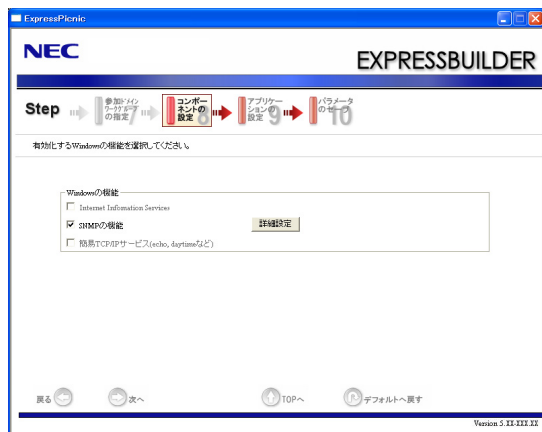 ExpressPicnic
NEC
EXPRESSBUILDER
Step
参加ドメイン
ワークグループ
の指定 7
コンポー
ネントの
設定 8
アプリケー
ションの
設定 9
パラメータ
のセーブ 10
有効化するWindowsの機能を選択してください。
Windowsの機能
Internet Infomation Services
SNMPの機能
詳細設定
簡易TCP/IPサービス(echo, daytimeなど)
戻る
次へ
TOPへ
デフォルトへ戻す
Version 5.XX-XXX.XX